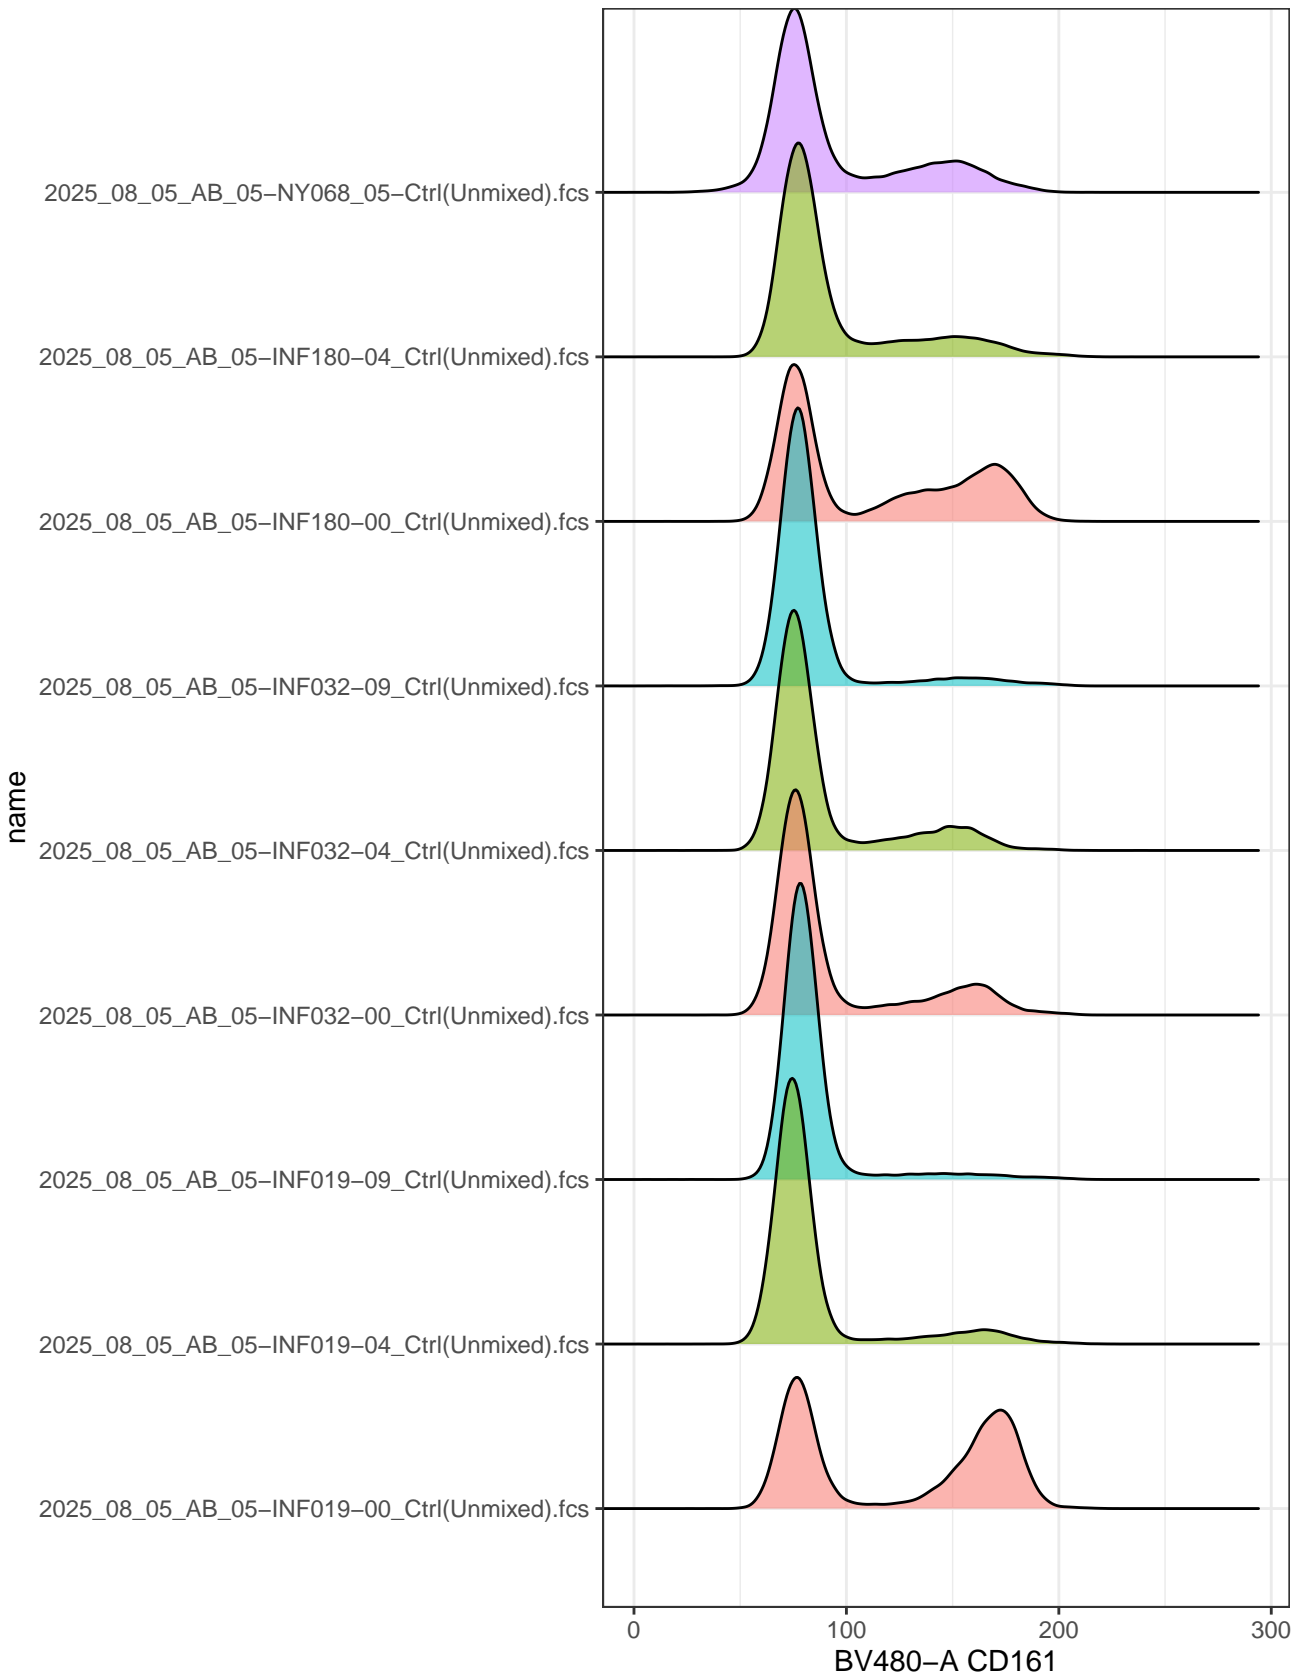 2025_08_05_AB_05−NY068_05−Ctrl(Unmixed).fcs
2025_08_05_AB_05−INF180−04_Ctrl(Unmixed).fcs
2025_08_05_AB_05−INF180−00_Ctrl(Unmixed).fcs
2025_08_05_AB_05−INF032−09_Ctrl(Unmixed).fcs
name
2025_08_05_AB_05−INF032−04_Ctrl(Unmixed).fcs
2025_08_05_AB_05−INF032−00_Ctrl(Unmixed).fcs
2025_08_05_AB_05−INF019−09_Ctrl(Unmixed).fcs
2025_08_05_AB_05−INF019−04_Ctrl(Unmixed).fcs
2025_08_05_AB_05−INF019−00_Ctrl(Unmixed).fcs
0 100 200 300
BV480−A CD161